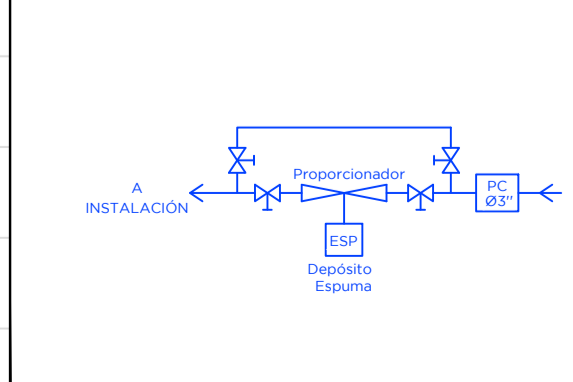 Proporcionador
A
INSTALACIÓN
PC
Ø3''
ESP
Depósito
Espuma